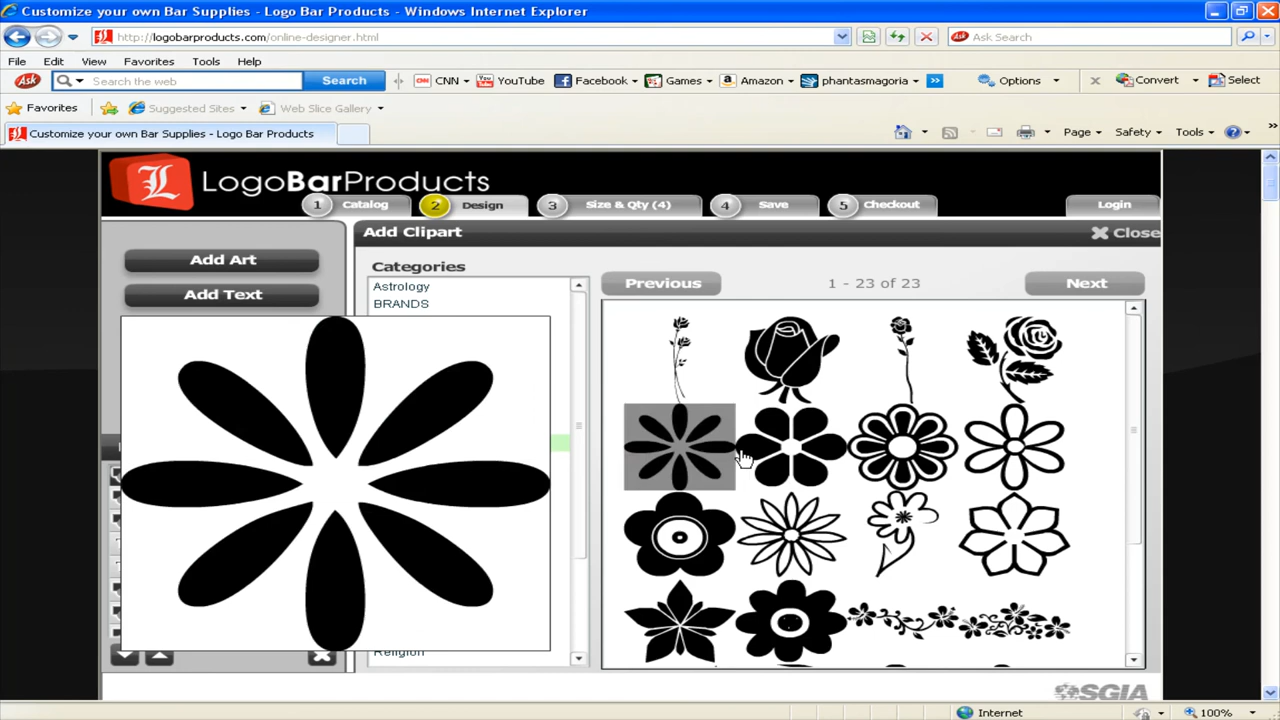 Customize your own Bar Supplies - Logo Bar Products - Windows Internet Explorer
http://logobarproducts.com/online-designer.html
Ask Search
File Edit View Favorites Tools Help
Ask Search the web Search CNN YouTube Facebook Games Amazon phantasmagoria Options Convert Select
Favorites Suggested Sites Web Slice Gallery
Customize your own Bar Supplies - Logo Bar Products
Page Safety Tools
L LogoBarProducts
1 Catalog 2 Design 3 Size & Qty (4) 4 Save 5 Checkout Login
Add Clipart Close
Add Art
Add Text
Categories
Astrology
BRANDS
Religion
Previous 1 - 23 of 23 Next
SGIA
Internet 100%